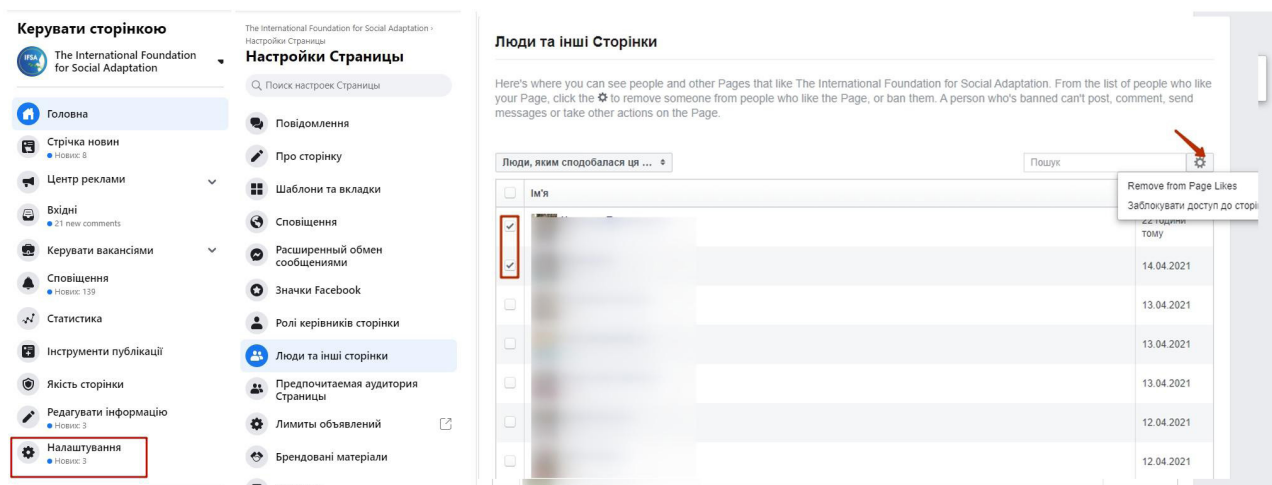 Керувати сторінкою
The International Foundation
for Social Adaptation
Головна
Стрічка новин
Нових: 8
Центр реклами
Вхідні
21 new comments
Керувати вакансіями
Сповіщення
Нових: 139
Статистика
Інструменти публікації
Якість сторінки
Редагувати інформацію
Нових: 3
Налаштування
Нових: 3
The International Foundation for Social Adaptation ›
Настройки Страницы
Настройки Страницы
Поиск настроек Страницы
Повідомлення
Про сторінку
Шаблони та вкладки
Сповіщення
Расширенный обмен
сообщениями
Значки Facebook
Ролі керівників сторінки
Люди та інші сторінки
Предпочитаемая аудитория
Страницы
Лимиты объявлений
Брендовані матеріали
Люди та інші Сторінки
Here's where you can see people and other Pages that like The International Foundation for Social Adaptation. From the list of people who like
your Page, click the to remove someone from people who like the Page, or ban them. A person who's banned can't post, comment, send
messages or take other actions on the Page.
Люди, яким сподобалася ця ...
Пошук
Remove from Page Likes
Заблокувати доступ до сторі
Ім'я
22 години
тому
14.04.2021
13.04.2021
13.04.2021
13.04.2021
12.04.2021
12.04.2021